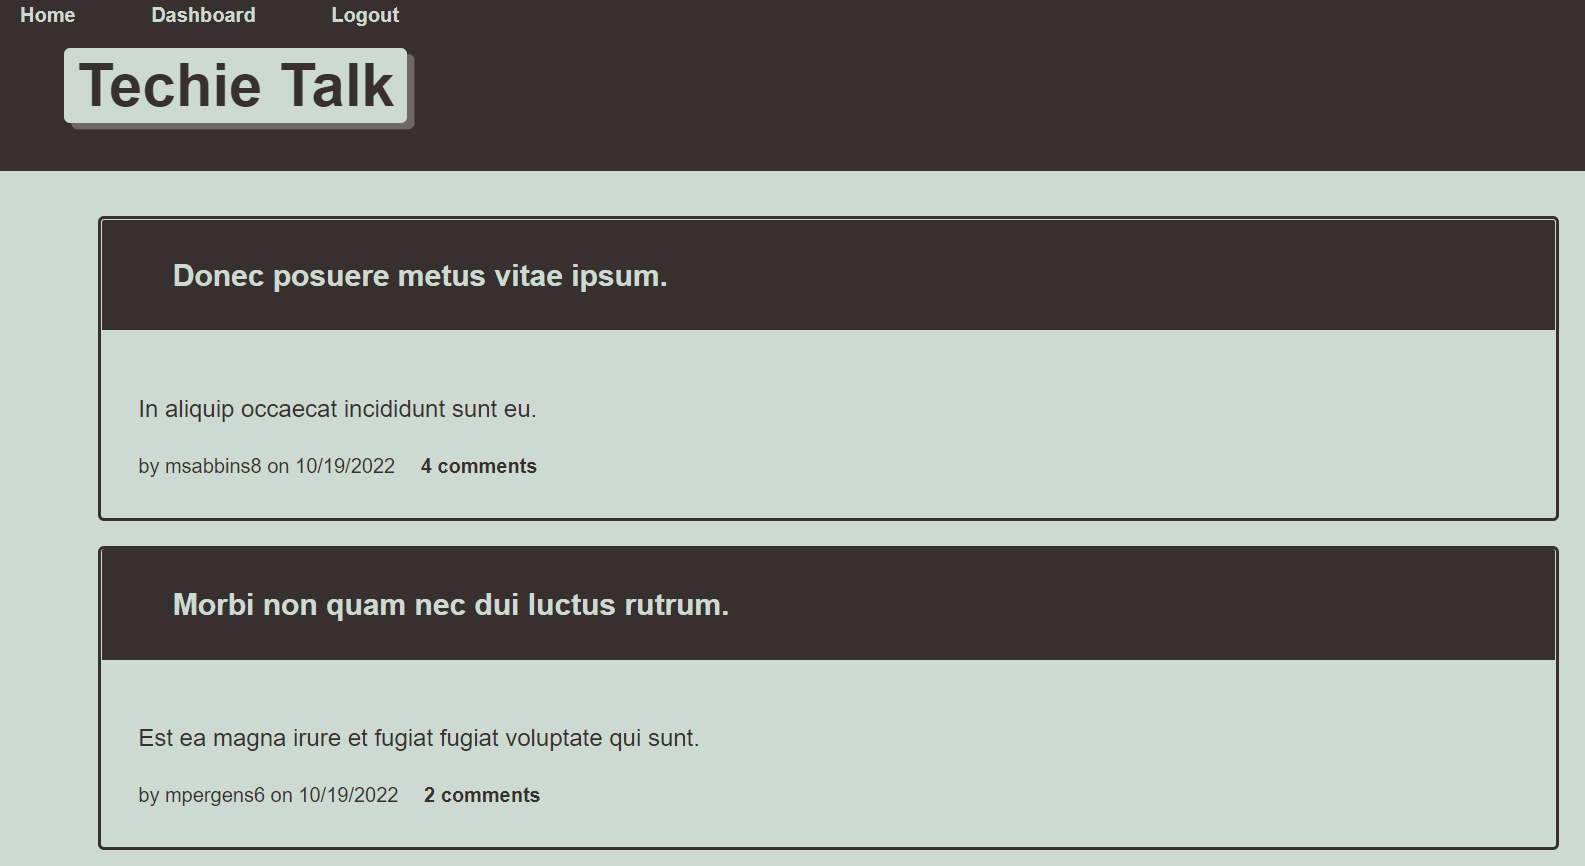 Home Dashboard Logout
Techie Talk
Donec posuere metus vitae ipsum.
In aliquip occaecat incididunt sunt eu.
by msabbins8 on 10/19/2022 4 comments
Morbi non quam nec dui luctus rutrum.
Est ea magna irure et fugiat fugiat voluptate qui sunt.
by mpergens6 on 10/19/2022 2 comments